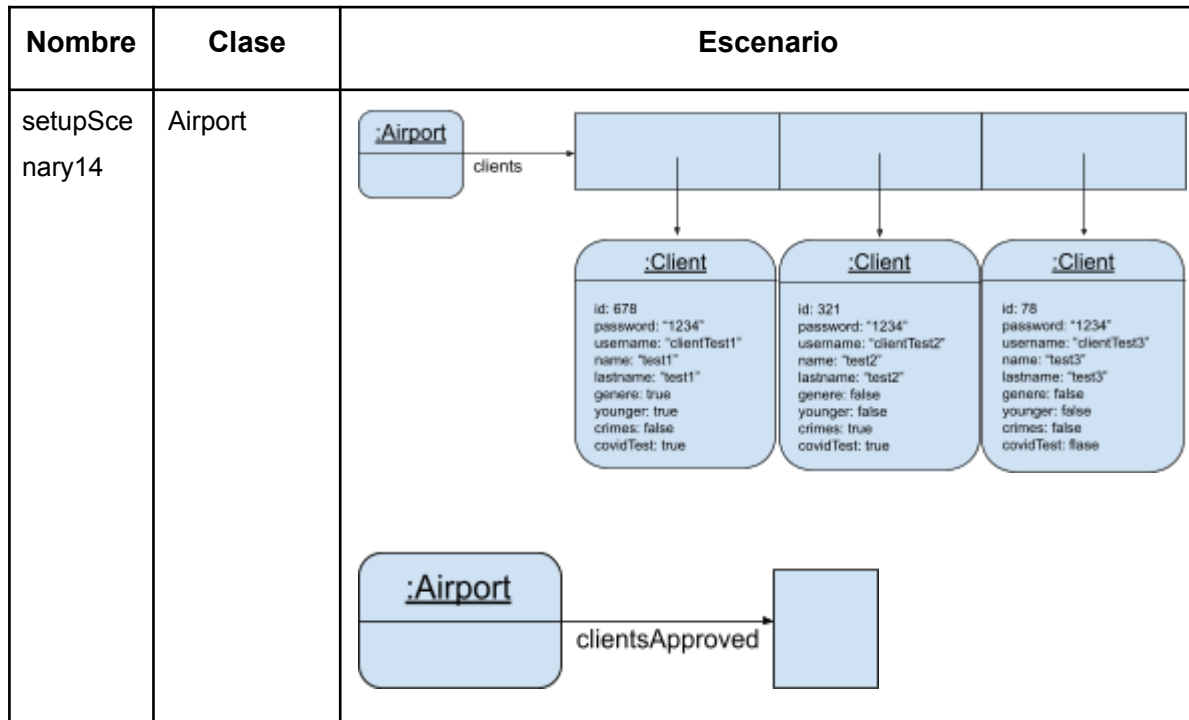 Nombre Clase Escenario
setupSce Airport
nary14
:Airport
clients
:Client
id: 678
password: "1234"
username: "clientTest1"
name: "test1"
lastname: "test1"
genere: true
younger: true
crimes: false
covidTest: true
:Client
id: 321
password: "1234"
username: "clientTest2"
name: "test2"
lastname: "test2"
genere: false
younger: false
crimes: true
covidTest: true
:Client
id: 78
password: "1234"
username: "clientTest3"
name: "test3"
lastname: "test3"
genere: false
younger: false
crimes: false
covidTest: flase
:Airport
clientsApproved